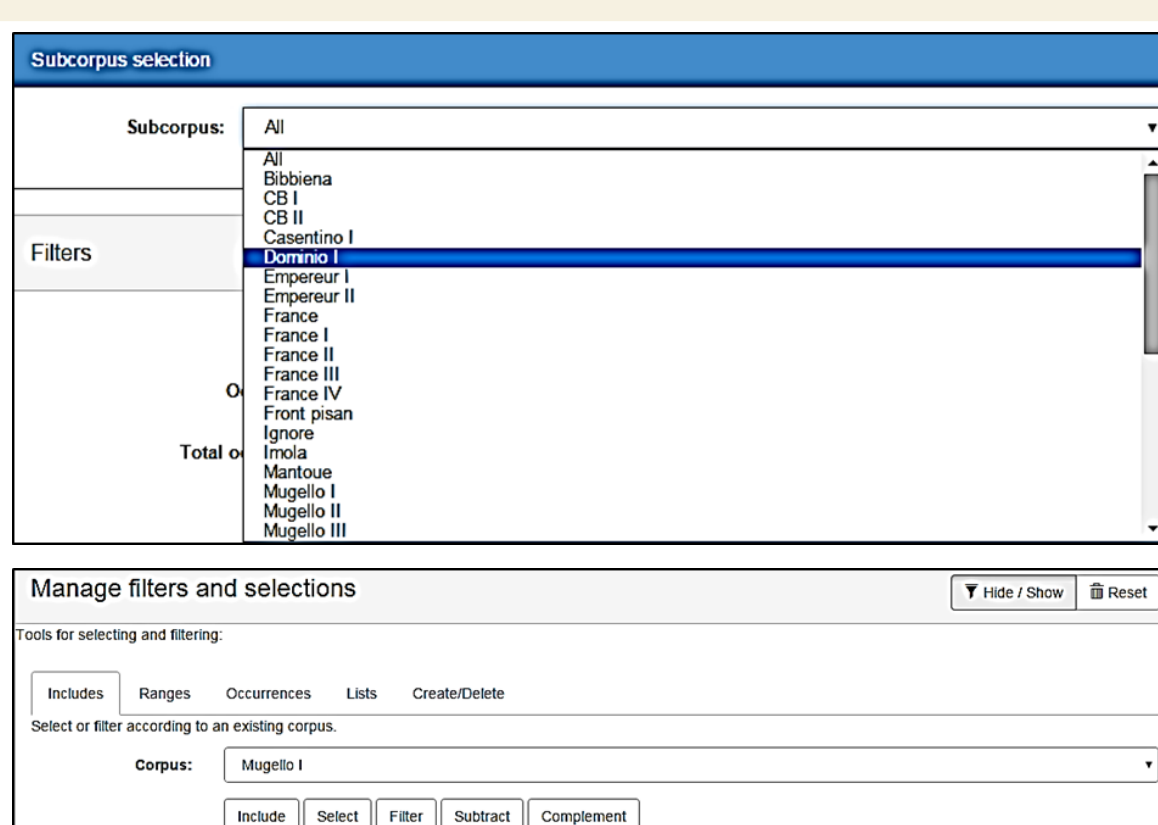 Subcorpus selection
Subcorpus: All
All
Bibbiena
CB I
CB II
Casentino I
Filters
Dominio I
Empereur I
Empereur II
France
France I
France II
France III
France IV
Front pisan
Ignore
Total
Imola
Mantoue
Mugello I
Mugello II
Mugello III
Manage filters and selections
Hide / Show Reset
Tools for selecting and filtering:
Includes Ranges Occurrences Lists Create/Delete
Select or filter according to an existing corpus.
Corpus: Mugello I
Include Select Filter Subtract Complement